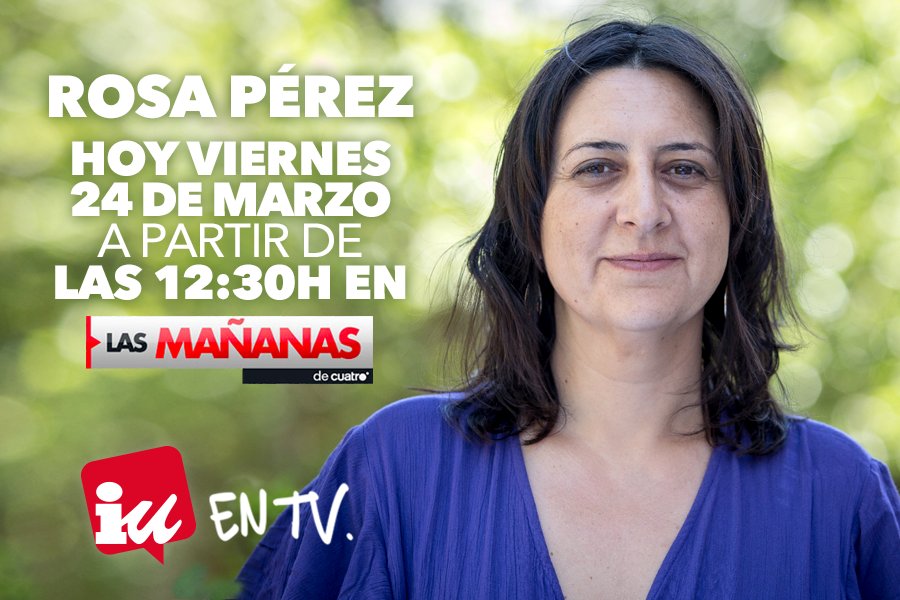 ROSA PÉREZ
HOY VIERNES
24 DE MARZO
A PARTIR DE
LAS 12:30H EN
LAS MAÑANAS
de cuatro
iu EN TV.